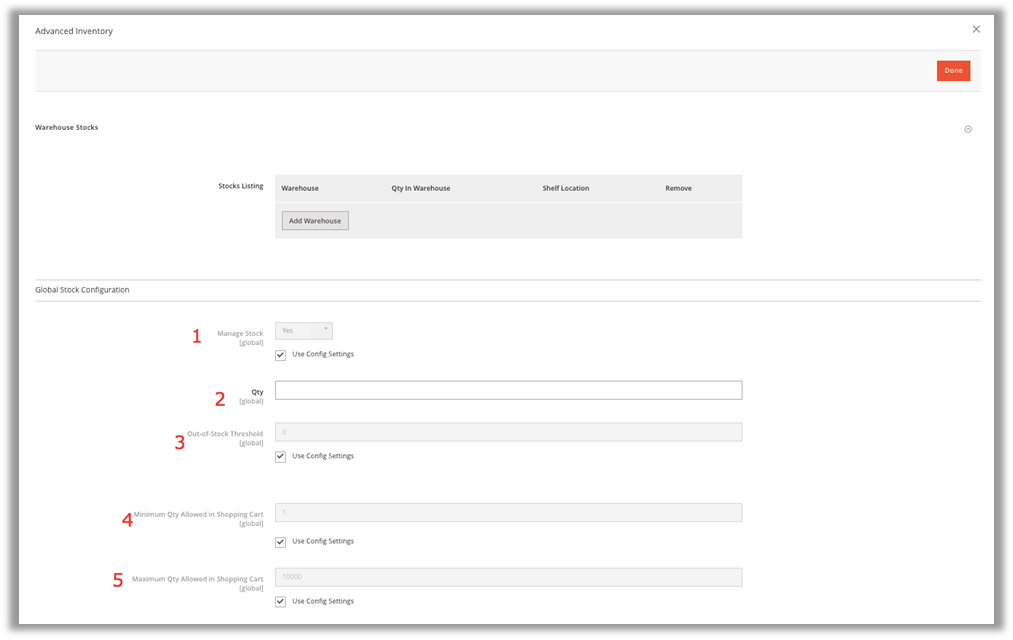 Advanced Inventory
Done
Warehouse Stocks
Stocks Listing
Warehouse Qty In Warehouse Shelf Location Remove
Add Warehouse
Global Stock Configuration
1 Manage Stock Yes
[global]
Use Config Settings
2 Qty
[global]
3 Out-of-Stock Threshold 0
[global]
Use Config Settings
4 Minimum Qty Allowed in Shopping Cart 1
[global]
Use Config Settings
5 Maximum Qty Allowed in Shopping Cart 10000
[global]
Use Config Settings